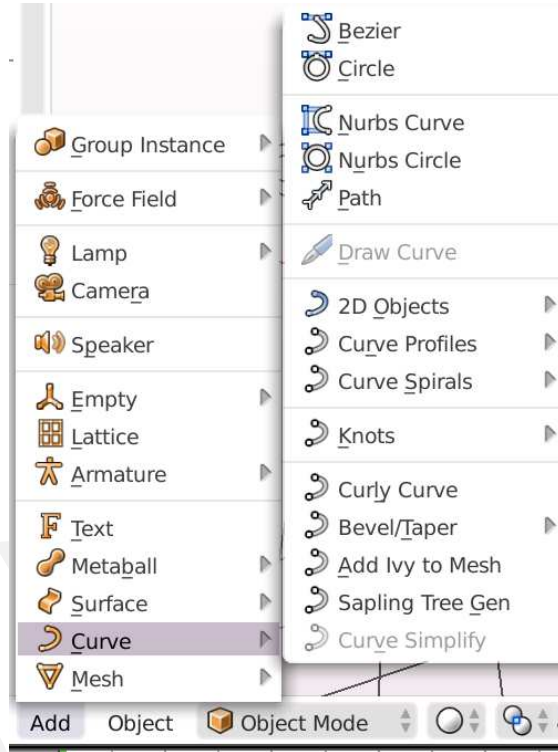 Group Instance
Force Field
Lamp
Camera
Speaker
Empty
Lattice
Armature
Text
Metaball
Surface
Curve
Mesh
Bezier
Circle
Nurbs Curve
Nurbs Circle
Path
Draw Curve
2D Objects
Curve Profiles
Curve Spirals
Knots
Curly Curve
Bevel/Taper
Add Ivy to Mesh
Sapling Tree Gen
Curve Simplify
Add Object Object Mode